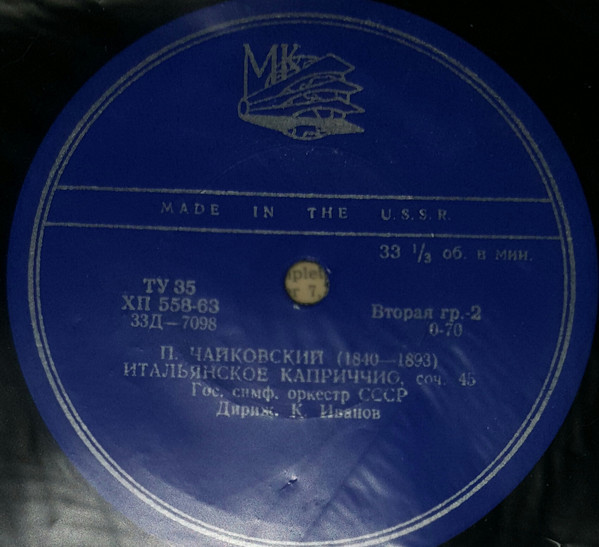 МК
MADE IN THE U.S.S.R.
33 1/3 об. в мин.
ТУ 35
ХП 558-63
33Д—7098
Вторая гр.-2
0-70
П. ЧАЙКОВСКИЙ (1840—1893)
ИТАЛЬЯНСКОЕ КАПРИЧЧИО, соч. 45
Гос. симф. оркестр СССР
Дириж. К. Иванов